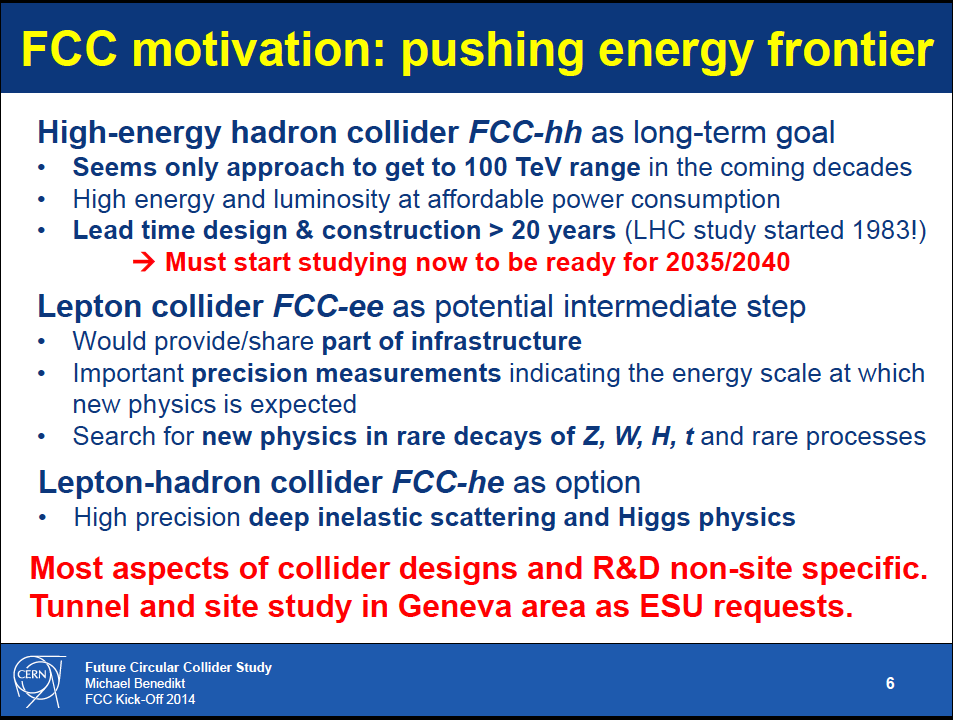 FCC motivation: pushing energy frontier
High-energy hadron collider FCC-hh as long-term goal
• Seems only approach to get to 100 TeV range in the coming decades
• High energy and luminosity at affordable power consumption
• Lead time design & construction > 20 years (LHC study started 1983!)
→ Must start studying now to be ready for 2035/2040
Lepton collider FCC-ee as potential intermediate step
• Would provide/share part of infrastructure
• Important precision measurements indicating the energy scale at which
new physics is expected
• Search for new physics in rare decays of Z, W, H, t and rare processes
Lepton-hadron collider FCC-he as option
• High precision deep inelastic scattering and Higgs physics
Most aspects of collider designs and R&D non-site specific.
Tunnel and site study in Geneva area as ESU requests.
CERN
Future Circular Collider Study
Michael Benedikt
FCC Kick-Off 2014
6